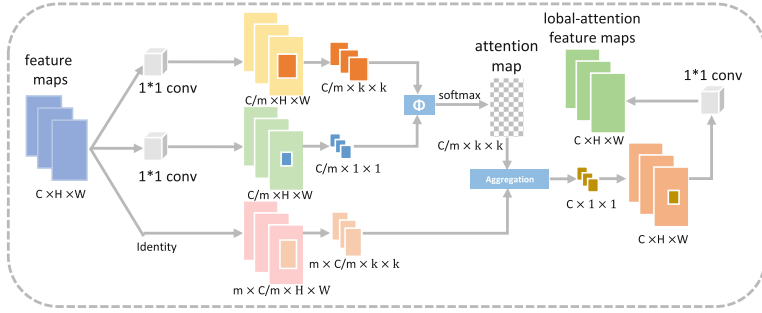 feature
maps
C ×H ×W
1*1 conv
C/m ×H×W
C/m × k × k
1*1 conv
C/m ×H×W
C/m × 1 × 1
Identity
m × C/m × H × W
m × C/m × k × k
Φ
softmax
attention
map
C/m × k × k
Aggregation
C × 1 × 1
C ×H ×W
1*1 conv
lobal-attention
feature maps
C ×H ×W